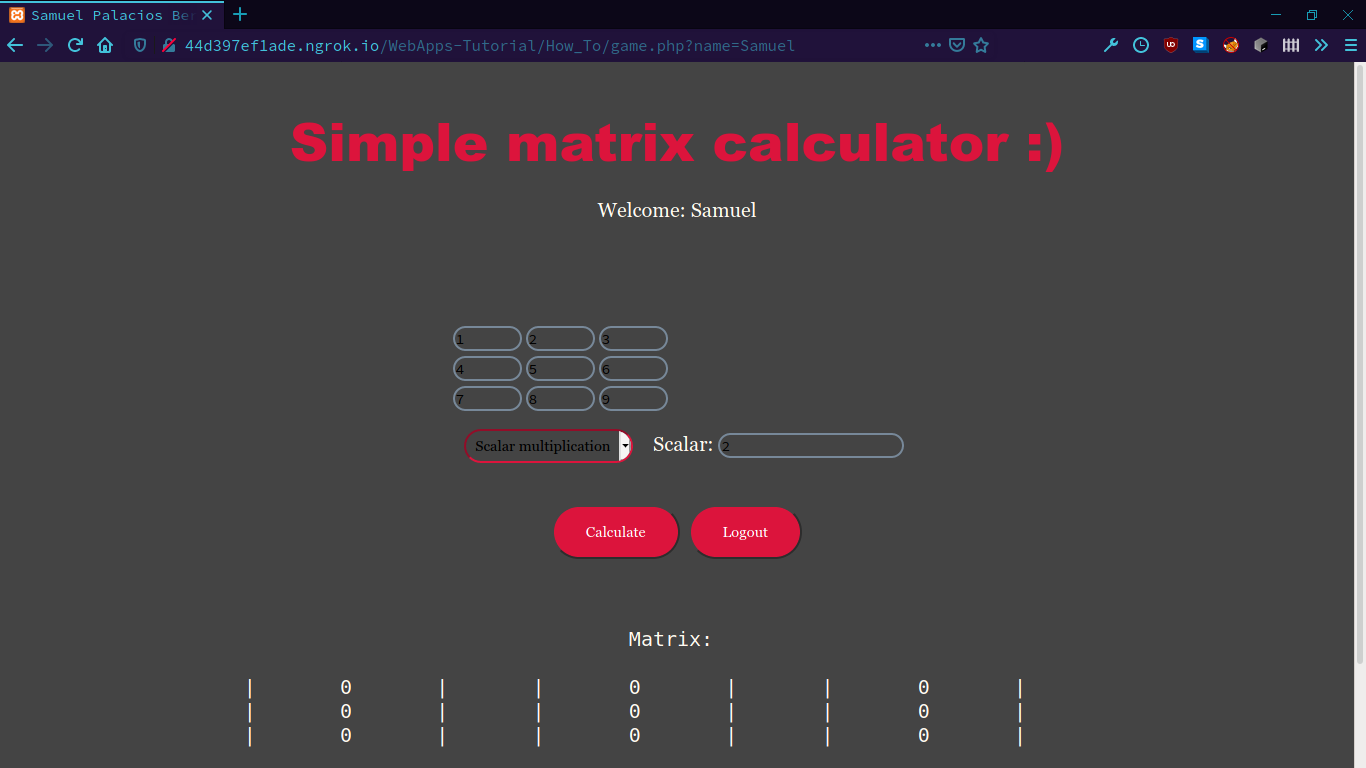 Samuel Palacios Ber
44d397ef1ade.ngrok.io/WebApps-Tutorial/How_To/game.php?name=Samuel
Simple matrix calculator :)
Welcome: Samuel
1 2 3
4 5 6
7 8 9
Scalar multiplication Scalar: 2
Calculate Logout
Matrix:
| 0 | | 0 | | 0 |
| 0 | | 0 | | 0 |
| 0 | | 0 | | 0 |